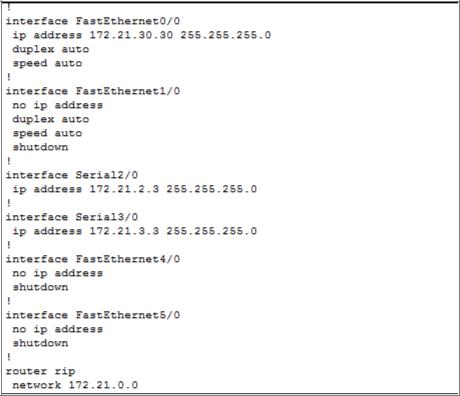 !
interface FastEthernet0/0
 ip address 172.21.30.30 255.255.255.0
 duplex auto
 speed auto
!
interface FastEthernet1/0
 no ip address
 duplex auto
 speed auto
 shutdown
!
interface Serial2/0
 ip address 172.21.2.3 255.255.255.0
!
interface Serial3/0
 ip address 172.21.3.3 255.255.255.0
!
interface FastEthernet4/0
 no ip address
 shutdown
!
interface FastEthernet5/0
 no ip address
 shutdown
!
router rip
 network 172.21.0.0